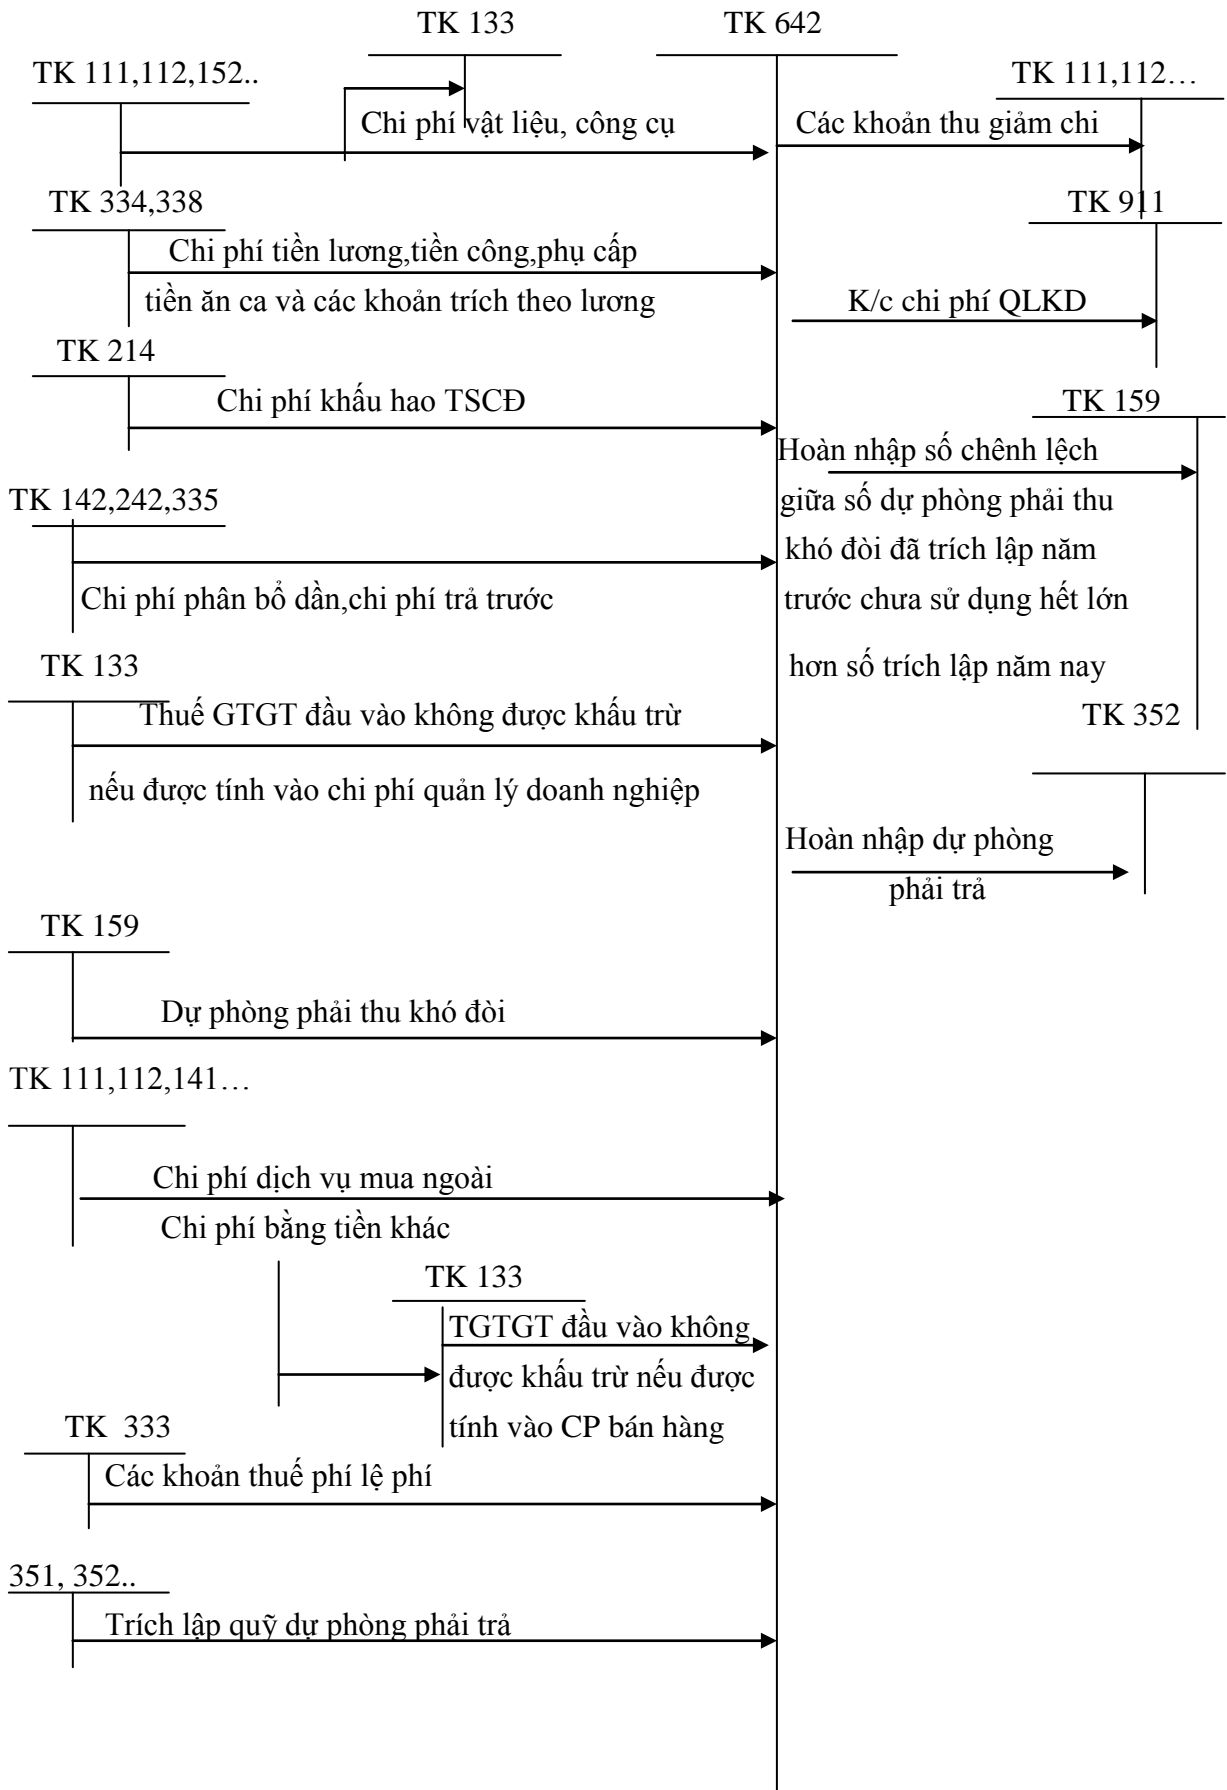 TK 133
TK 642
TK 111,112,152..
TK 111,112…
Chi phí vật liệu, công cụ
Các khoản thu giảm chi
TK 334,338
TK 911
Chi phí tiền lương,tiền công,phụ cấp
tiền ăn ca và các khoản trích theo lương
K/c chi phí QLKD
TK 214
Chi phí khấu hao TSCĐ
TK 159
Hoàn nhập số chênh lệch
giữa số dự phòng phải thu
khó đòi đã trích lập năm
trước chưa sử dụng hết lớn
hơn số trích lập năm nay
TK 142,242,335
Chi phí phân bổ dần,chi phí trả trước
TK 133
Thuế GTGT đầu vào không được khấu trừ
nếu được tính vào chi phí quản lý doanh nghiệp
TK 352
Hoàn nhập dự phòng
phải trả
TK 159
Dự phòng phải thu khó đòi
TK 111,112,141…
Chi phí dịch vụ mua ngoài
Chi phí bằng tiền khác
TK 133
TGTGT đầu vào không
được khấu trừ nếu được
tính vào CP bán hàng
TK 333
Các khoản thuế phí lệ phí
351, 352..
Trích lập quỹ dự phòng phải trả